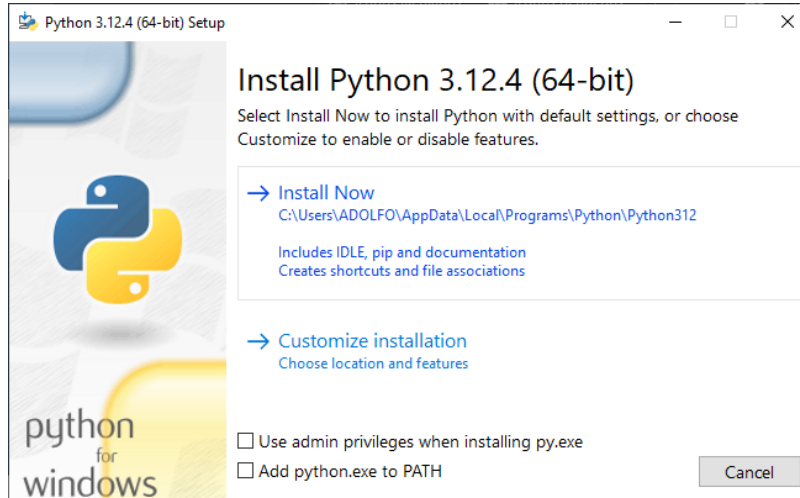 Python 3.12.4 (64-bit) Setup
Install Python 3.12.4 (64-bit)
Select Install Now to install Python with default settings, or choose
Customize to enable or disable features.
Install Now
C:\Users\ADOLFO\AppData\Local\Programs\Python\Python312
Includes IDLE, pip and documentation
Creates shortcuts and file associations
Customize installation
Choose location and features
python
for
windows
Use admin privileges when installing py.exe
Add python.exe to PATH
Cancel